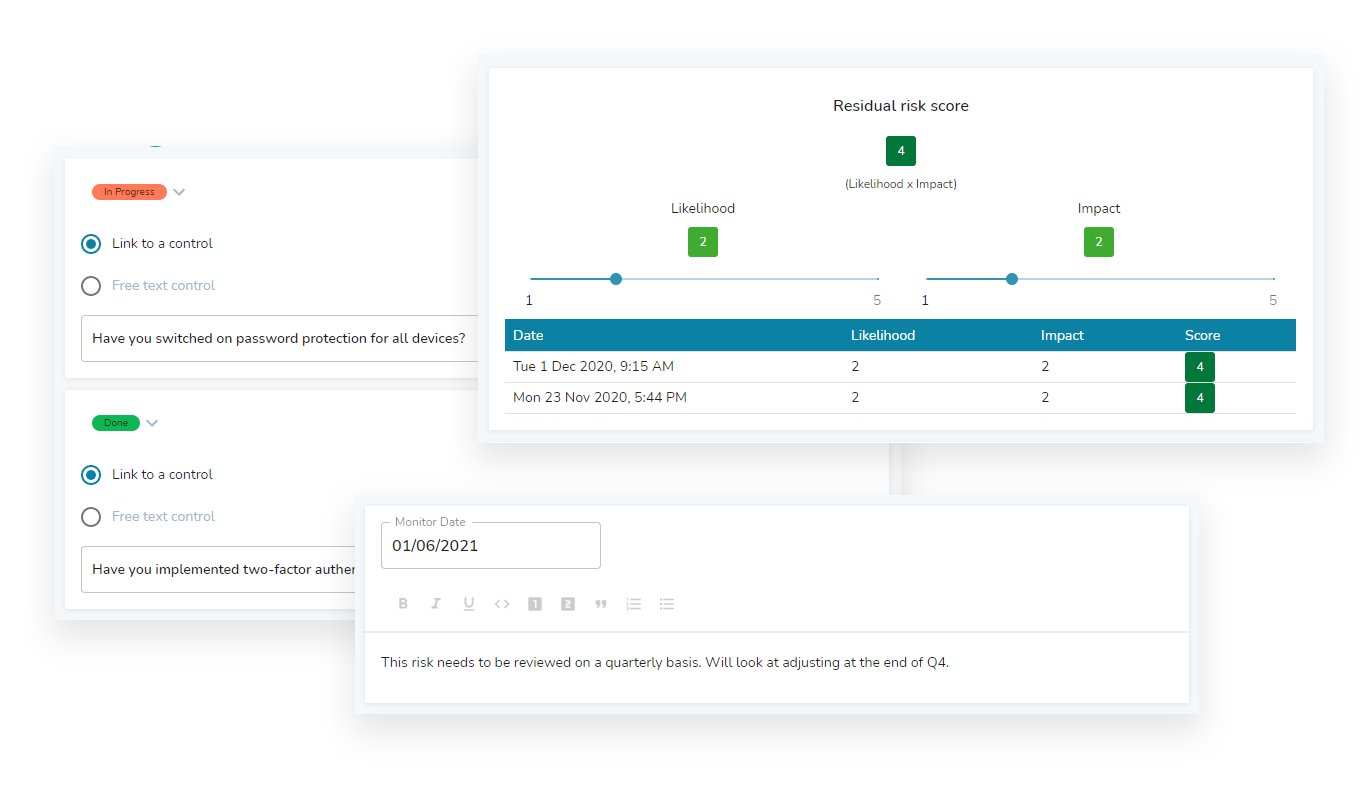 Residual risk score
4
(Likelihood x Impact)
Likelihood
Impact
2
2
1
5
1
5
Date Likelihood Impact Score
Tue 1 Dec 2020, 9:15 AM 2 2 4
Mon 23 Nov 2020, 5:44 PM 2 2 4
In Progress
Link to a control
Free text control
Have you switched on password protection for all devices?
Done
Link to a control
Free text control
Have you implemented two-factor
Monitor Date
01/06/2021
B I U <> 1 2
This risk needs to be reviewed on a quarterly basis. Will look at adjusting at the end of Q4.